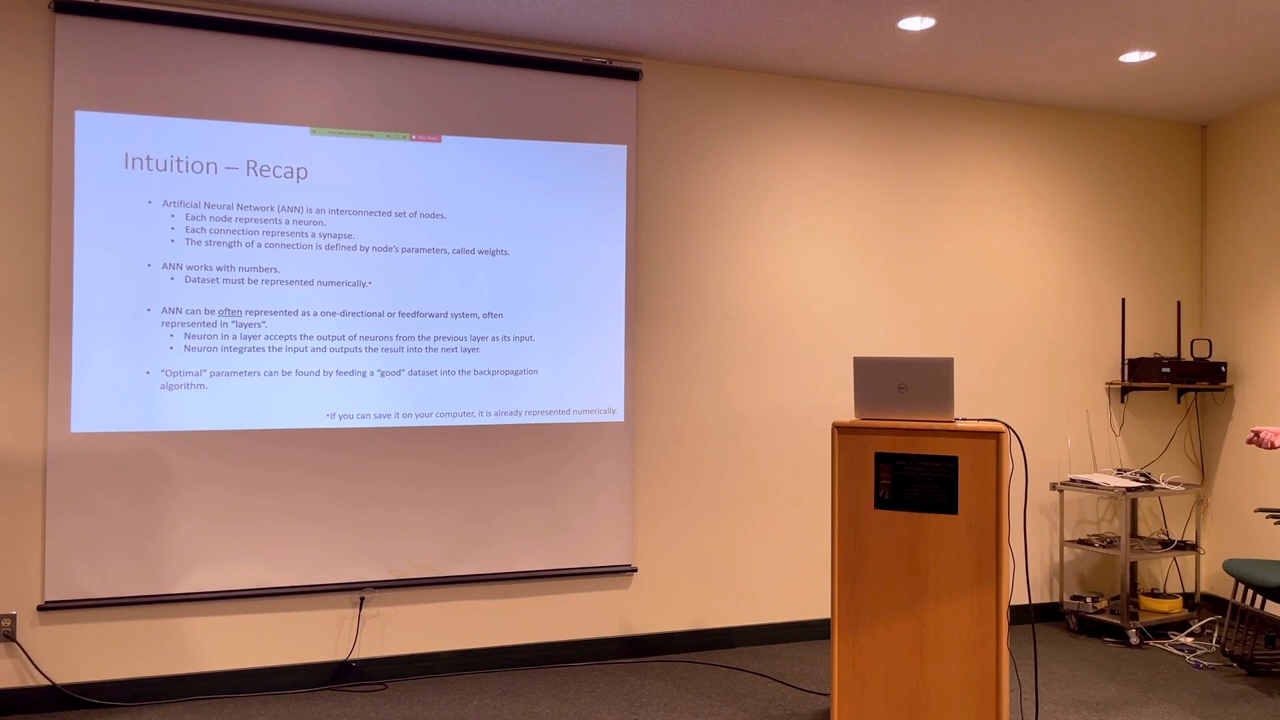 Intuition – Recap
• Artificial Neural Network (ANN) is an interconnected set of nodes.
• Each node represents a neuron.
• Each connection represents a synapse.
• The strength of a connection is defined by node's parameters, called weights.
• ANN works with numbers.
• Dataset must be represented numerically.*
• ANN can be often represented as a one-directional or feedforward system, often
represented in "layers".
• Neuron in a layer accepts the output of neurons from the previous layer as its input.
• Neuron integrates the input and outputs the result into the next layer.
• "Optimal" parameters can be found by feeding a "good" dataset into the backpropagation
algorithm.
*If you can save it on your computer, it is already represented numerically.
DELL